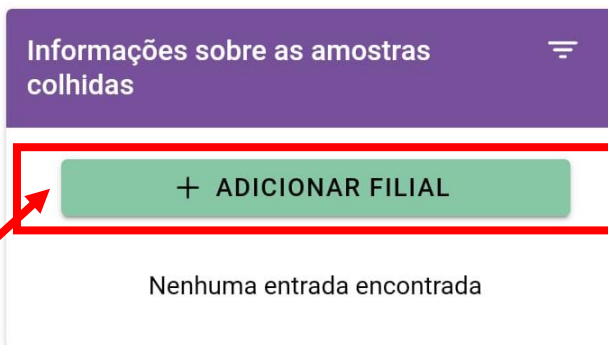 Informações sobre as amostras
colhidas
+ ADICIONAR FILIAL
Nenhuma entrada encontrada